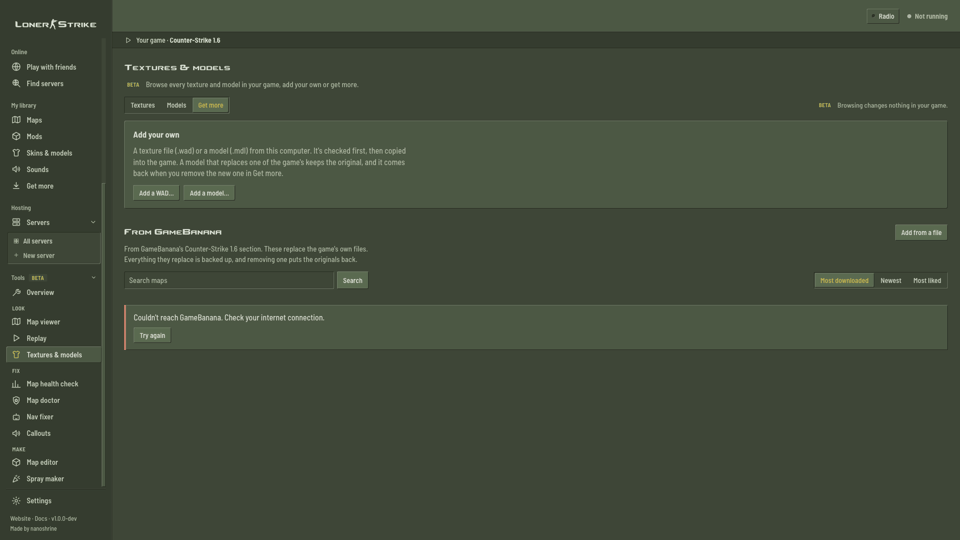 LONER STRIKE
Online
Play with friends
Find servers
My library
Maps
Mods
Skins & models
Sounds
Get more
Hosting
Servers
All servers
New server
Tools BETA
Overview
LOOK
Map viewer
Replay
Textures & models
FIX
Map health check
Map doctor
Nav fixer
Callouts
MAKE
Map editor
Spray maker
Settings
Website · Docs · v1.0.0-dev
Made by nanoshrine
Radio
Not running
Your game · Counter-Strike 1.6
Textures & models
BETA Browse every texture and model in your game, add your own or get more.
Textures Models Get more
BETA Browsing changes nothing in your game.
Add your own
A texture file (.wad) or a model (.mdl) from this computer. It's checked first, then copied
into the game. A model that replaces one of the game's keeps the original, and it comes
back when you remove the new one in Get more.
Add a WAD... Add a model...
From GameBanana
Add from a file
From GameBanana's Counter-Strike 1.6 section. These replace the game's own files.
Everything they replace is backed up, and removing one puts the originals back.
Search maps
Search
Most downloaded Newest Most liked
Couldn't reach GameBanana. Check your internet connection.
Try again